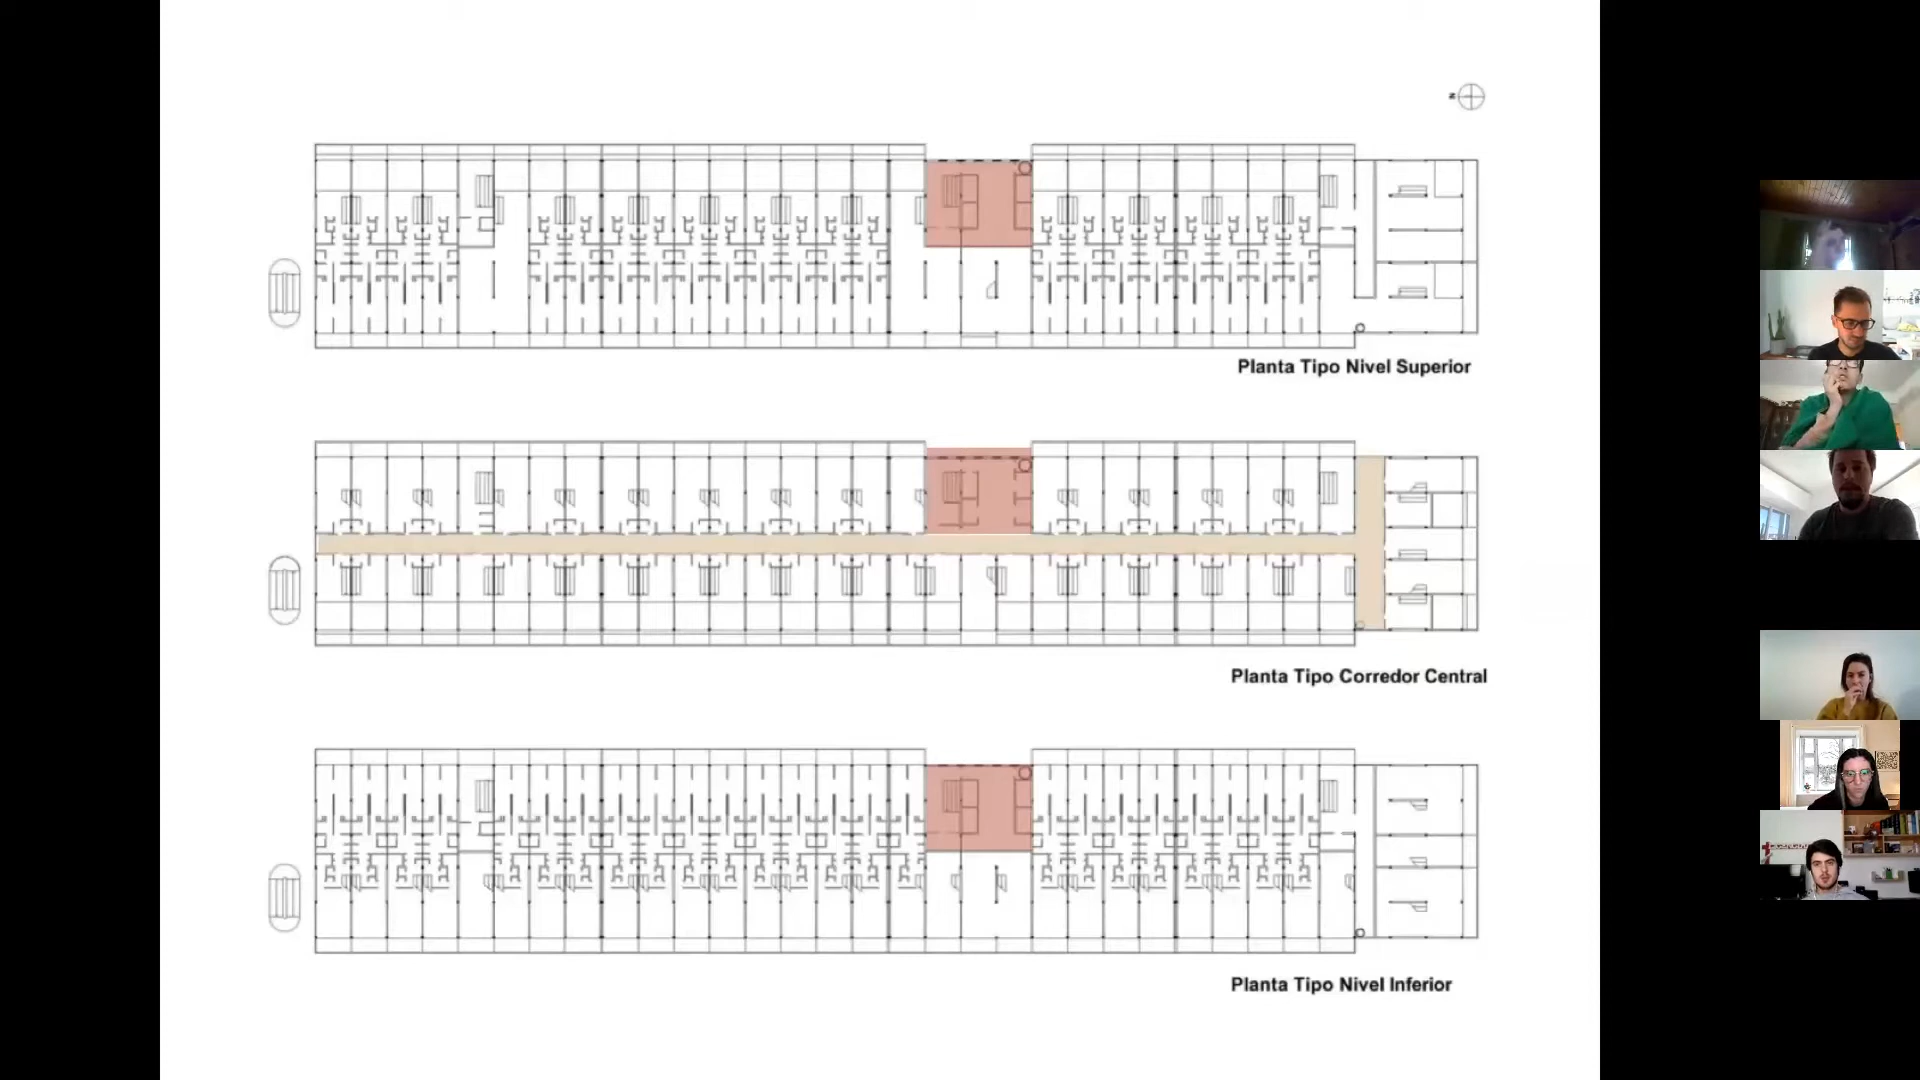 N
Planta Tipo Nivel Superior
Planta Tipo Corredor Central
Planta Tipo Nivel Inferior